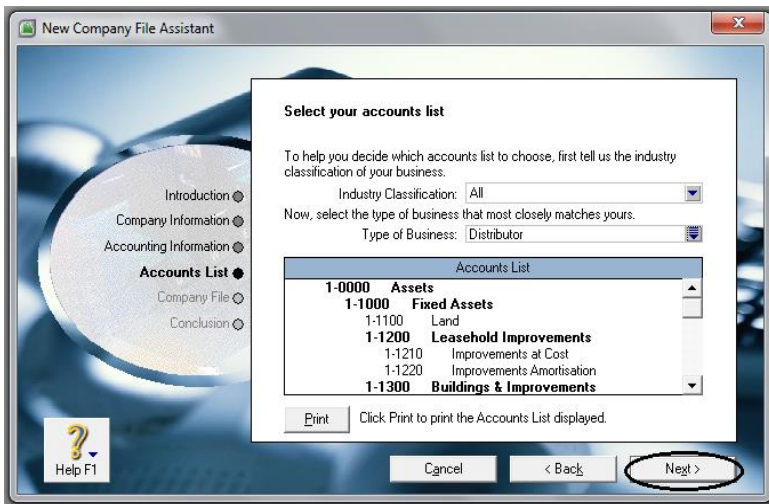 New Company File Assistant
Select your accounts list
To help you decide which accounts list to choose, first tell us the industry
classification of your business.
Industry Classification: All
Now, select the type of business that most closely matches yours.
Type of Business: Distributor
Introduction
Company Information
Accounting Information
Accounts List
Company File
Conclusion
Accounts List
1-0000 Assets
1-1000 Fixed Assets
1-1100 Land
1-1200 Leasehold Improvements
1-1210 Improvements at Cost
1-1220 Improvements Amortisation
1-1300 Buildings & Improvements
Print Click Print to print the Accounts List displayed.
Help F1
Cancel < Back Next >